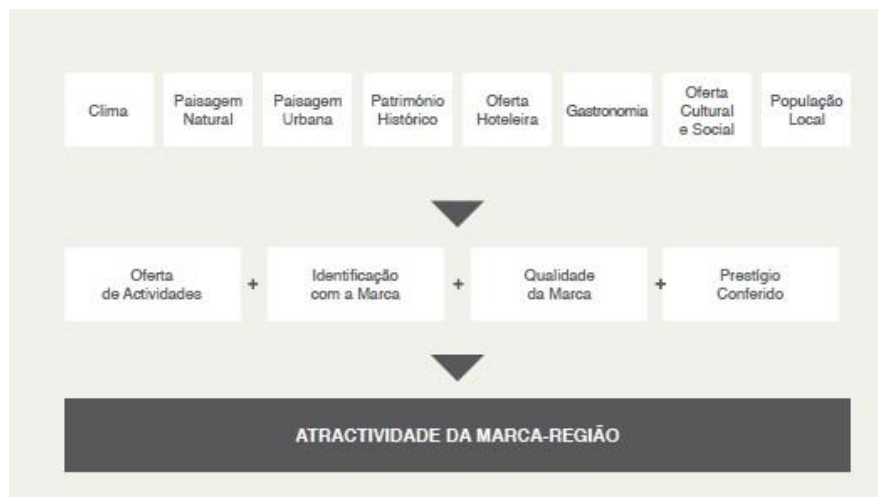 Clima
Paisagem
Natural
Paisagem
Urbana
Património
Histórico
Oferta
Hoteleira
Gastronomia
Oferta
Cultural
e Social
População
Local
Oferta
de Actividades
+
Identificação
com a Marca
+
Qualidade
da Marca
+
Prestígio
Conferido
ATRACTIVIDADE DA MARCA-REGIÃO